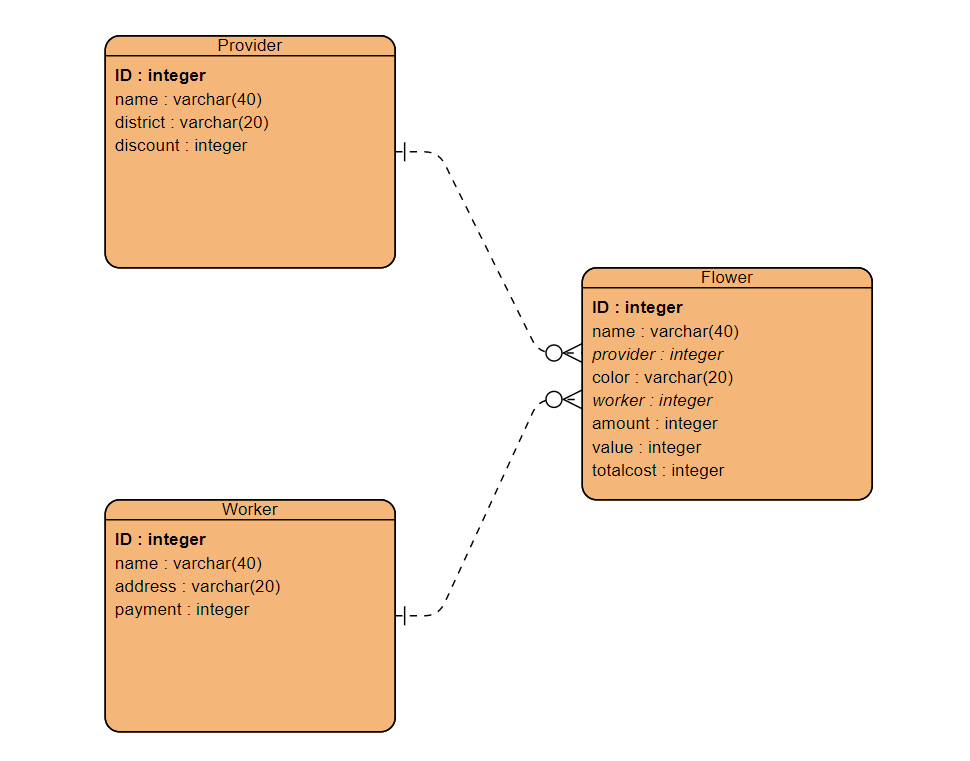 Provider
ID : integer
name : varchar(40)
district : varchar(20)
discount : integer
Flower
ID : integer
name : varchar(40)
provider : integer
color : varchar(20)
worker : integer
amount : integer
value : integer
totalcost : integer
Worker
ID : integer
name : varchar(40)
address : varchar(20)
payment : integer